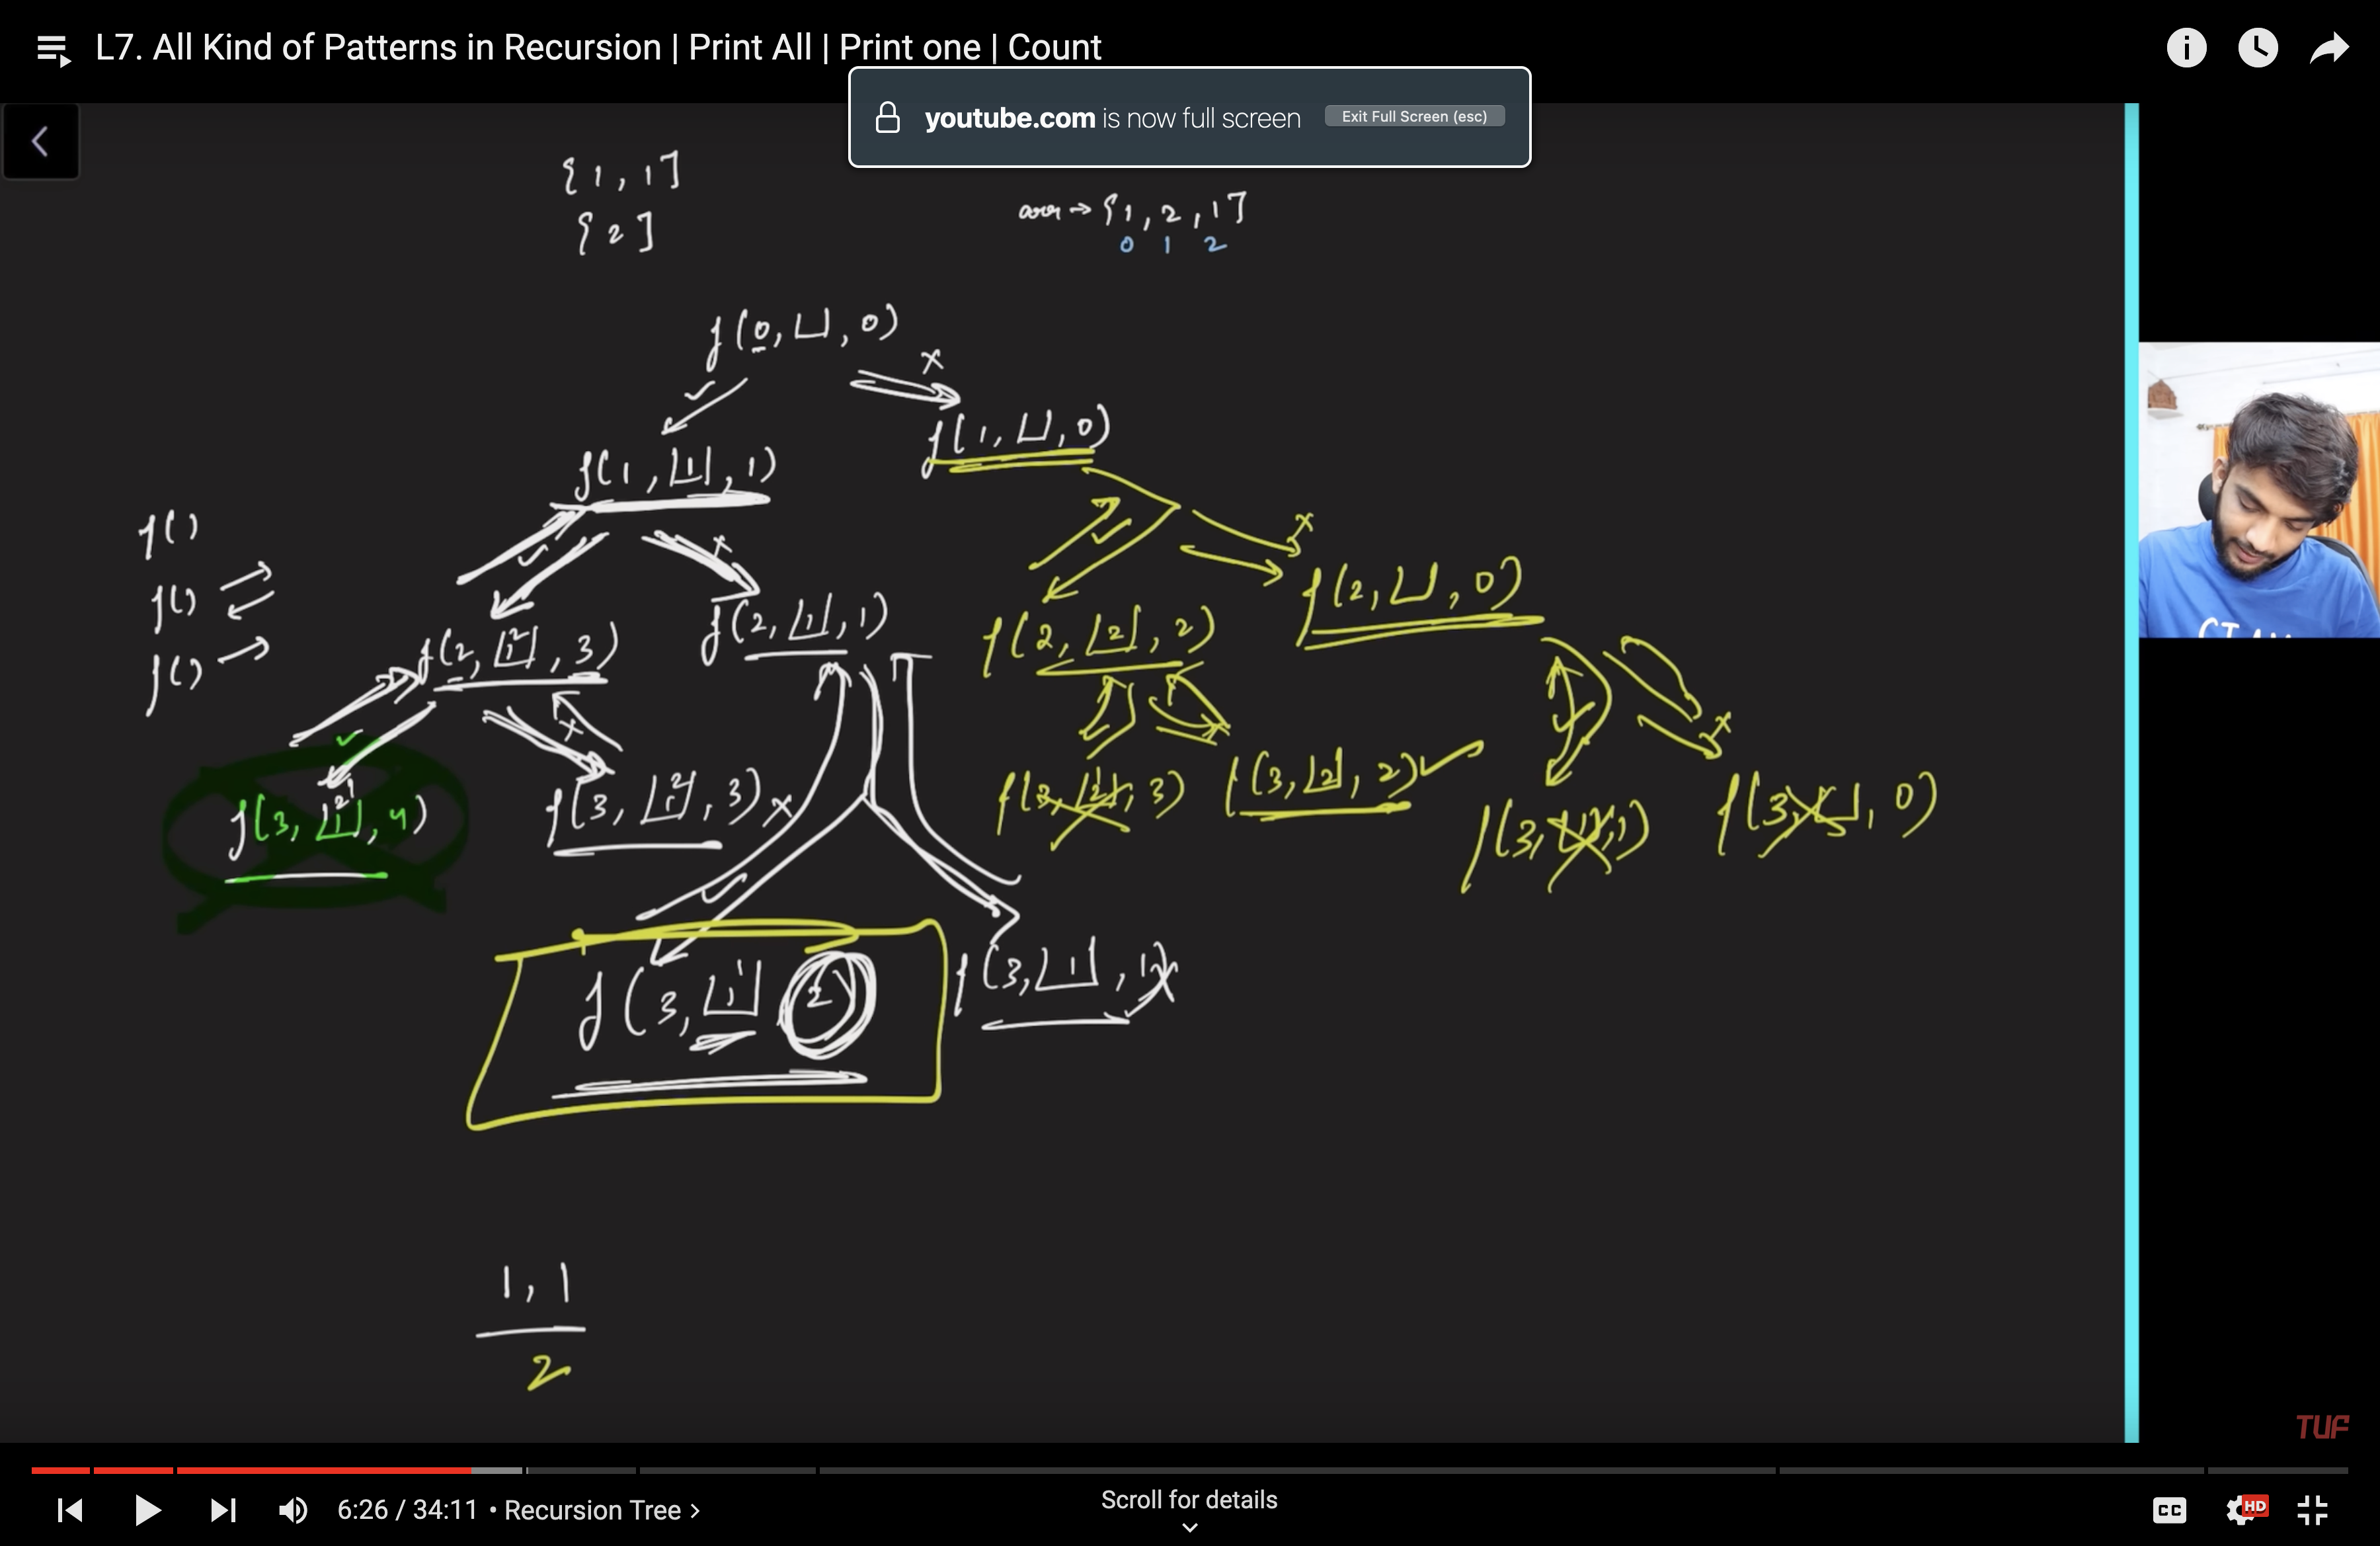 L7. All Kind of Patterns in Recursion | Print All | Print one | Count
youtube.com is now full screen
Exit Full Screen (esc)
{1, 1]
{2]
arr → {1, 2, 1]
0 1 2
f(0, ⊔, 0)
✓ x
f(1, ⊔, 0)
f(1, |1|, 1)
f()
f()
f()
✓ x
✓ x
f(2, ⊔, 0)
f(2, |2 1|, 3)
f(2, |1|, 1)
f(2, |2|, 2)
✓ x
x
x
f(3, |1 2 1|, 4)
f(3, |2 1|, 3) x
f(3, |2 1|, 3)
f(3, |2|, 2) ✓
f(3, |1|, 1)
f(3, ⊔, 0)
✓
f(3, |1 1| 2)
f(3, |1|, 1) x
1, 1
2
TUF
6:26 / 34:11 • Recursion Tree >
Scroll for details
CC
HD